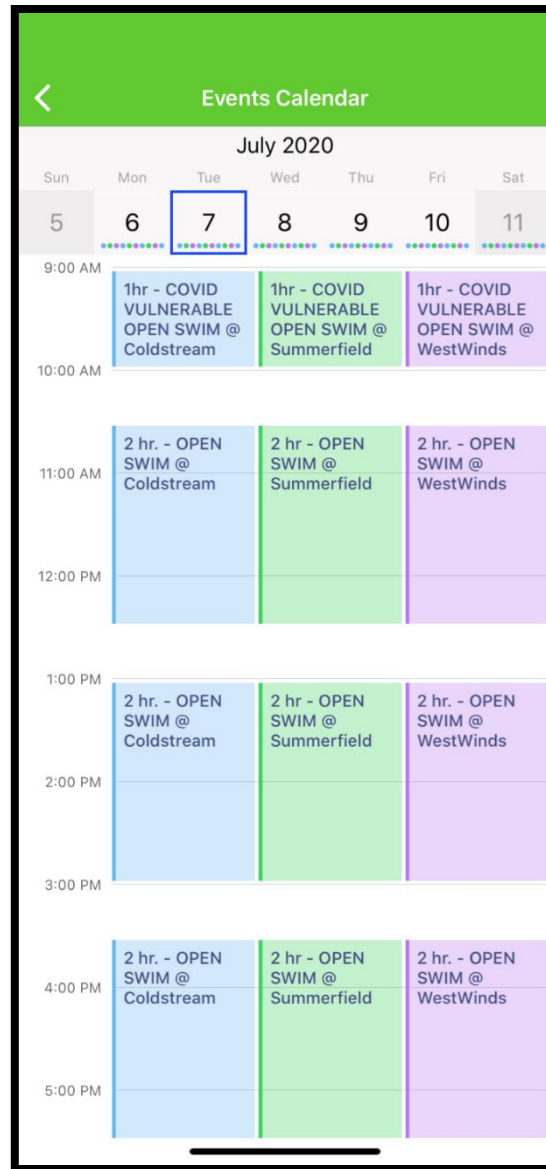 Events Calendar
July 2020
Sun Mon Tue Wed Thu Fri Sat
5 6 7 8 9 10 11
9:00 AM
1hr - COVID
VULNERABLE
OPEN SWIM @
Coldstream
1hr - COVID
VULNERABLE
OPEN SWIM @
Summerfield
1hr - COVID
VULNERABLE
OPEN SWIM @
WestWinds
10:00 AM
2 hr. - OPEN
SWIM @
Coldstream
2 hr - OPEN
SWIM @
Summerfield
2 hr. - OPEN
SWIM @
WestWinds
11:00 AM
12:00 PM
1:00 PM
2 hr. - OPEN
SWIM @
Coldstream
2 hr - OPEN
SWIM @
Summerfield
2 hr. - OPEN
SWIM @
WestWinds
2:00 PM
3:00 PM
2 hr. - OPEN
SWIM @
Coldstream
2 hr - OPEN
SWIM @
Summerfield
2 hr. - OPEN
SWIM @
WestWinds
4:00 PM
5:00 PM